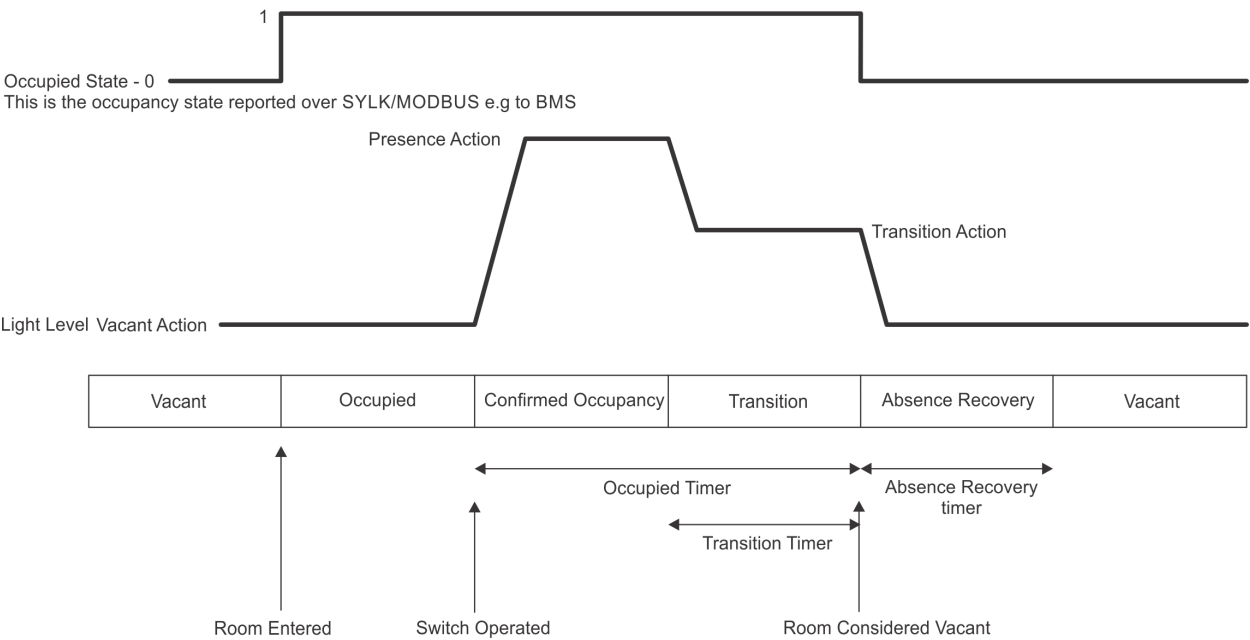 1
Occupied State - 0
This is the occupancy state reported over SYLK/MODBUS e.g to BMS
Presence Action
Transition Action
Light Level Vacant Action
Vacant
Occupied
Confirmed Occupancy
Transition
Absence Recovery
Vacant
Occupied Timer
Absence Recovery
timer
Transition Timer
Room Entered
Switch Operated
Room Considered Vacant